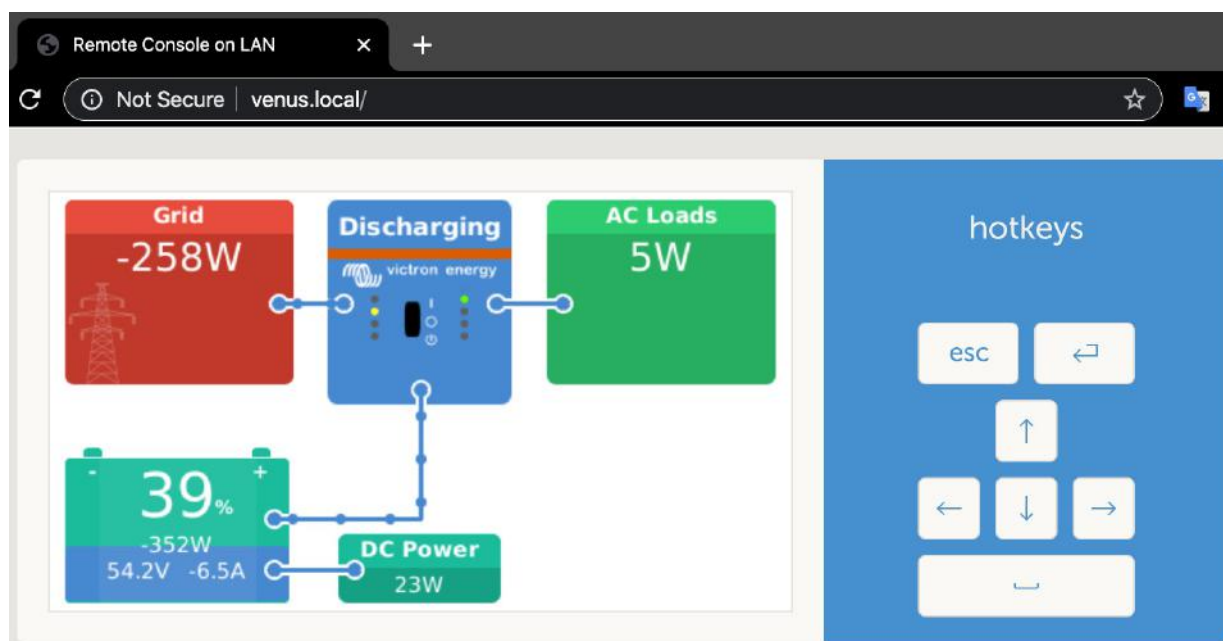 Remote Console on LAN
Not Secure venus.local/
Grid
-258W
Discharging
victron energy
AC Loads
5W
39%
-352W
54.2V -6.5A
DC Power
23W
hotkeys
esc